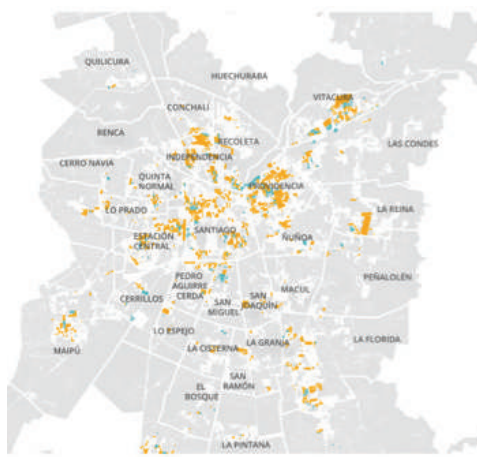 QUILICURA
HUECHURABA
VITACURA
CONCHALÍ
RENCA
RECOLETA
LAS CONDES
INDEPENDENCIA
CERRO NAVIA
QUINTA
NORMAL
PROVIDENCIA
LO PRADO
LA REINA
SANTIAGO
ESTACIÓN
CENTRAL
ÑUÑOA
PEDRO
AGUIRRE
CERDA
PEÑALOLÉN
MACUL
CERRILLOS
SAN
MIGUEL
SAN
JOAQUÍN
LO ESPEJO
LA GRANJA
LA FLORIDA
MAIPÚ
LA CISTERNA
SAN
RAMÓN
EL
BOSQUE
LA PINTANA